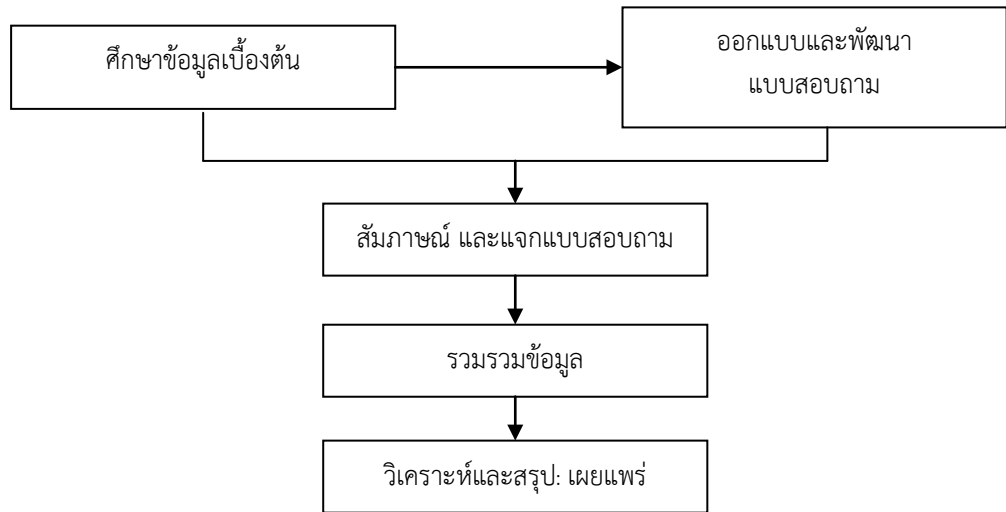 ศึกษาข้อมูลเบื้องต้น
ออกแบบและพัฒนา
แบบสอบถาม
สัมภาษณ์ และแจกแบบสอบถาม
รวมรวมข้อมูล
วิเคราะห์และสรุป: เผยแพร่